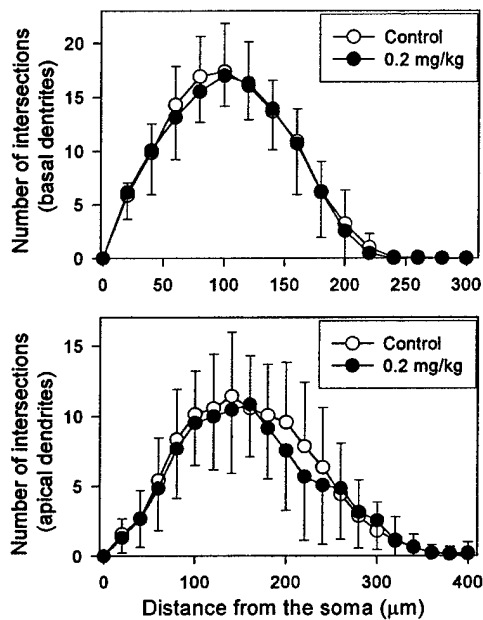 Number of intersections
(basal dentrites)
20
15
10
5
0
Control
0.2 mg/kg
0 50 100 150 200 250 300
Number of intersections
(apical dendrites)
15
10
5
0
Control
0.2 mg/kg
0 100 200 300 400
Distance from the soma (μm)